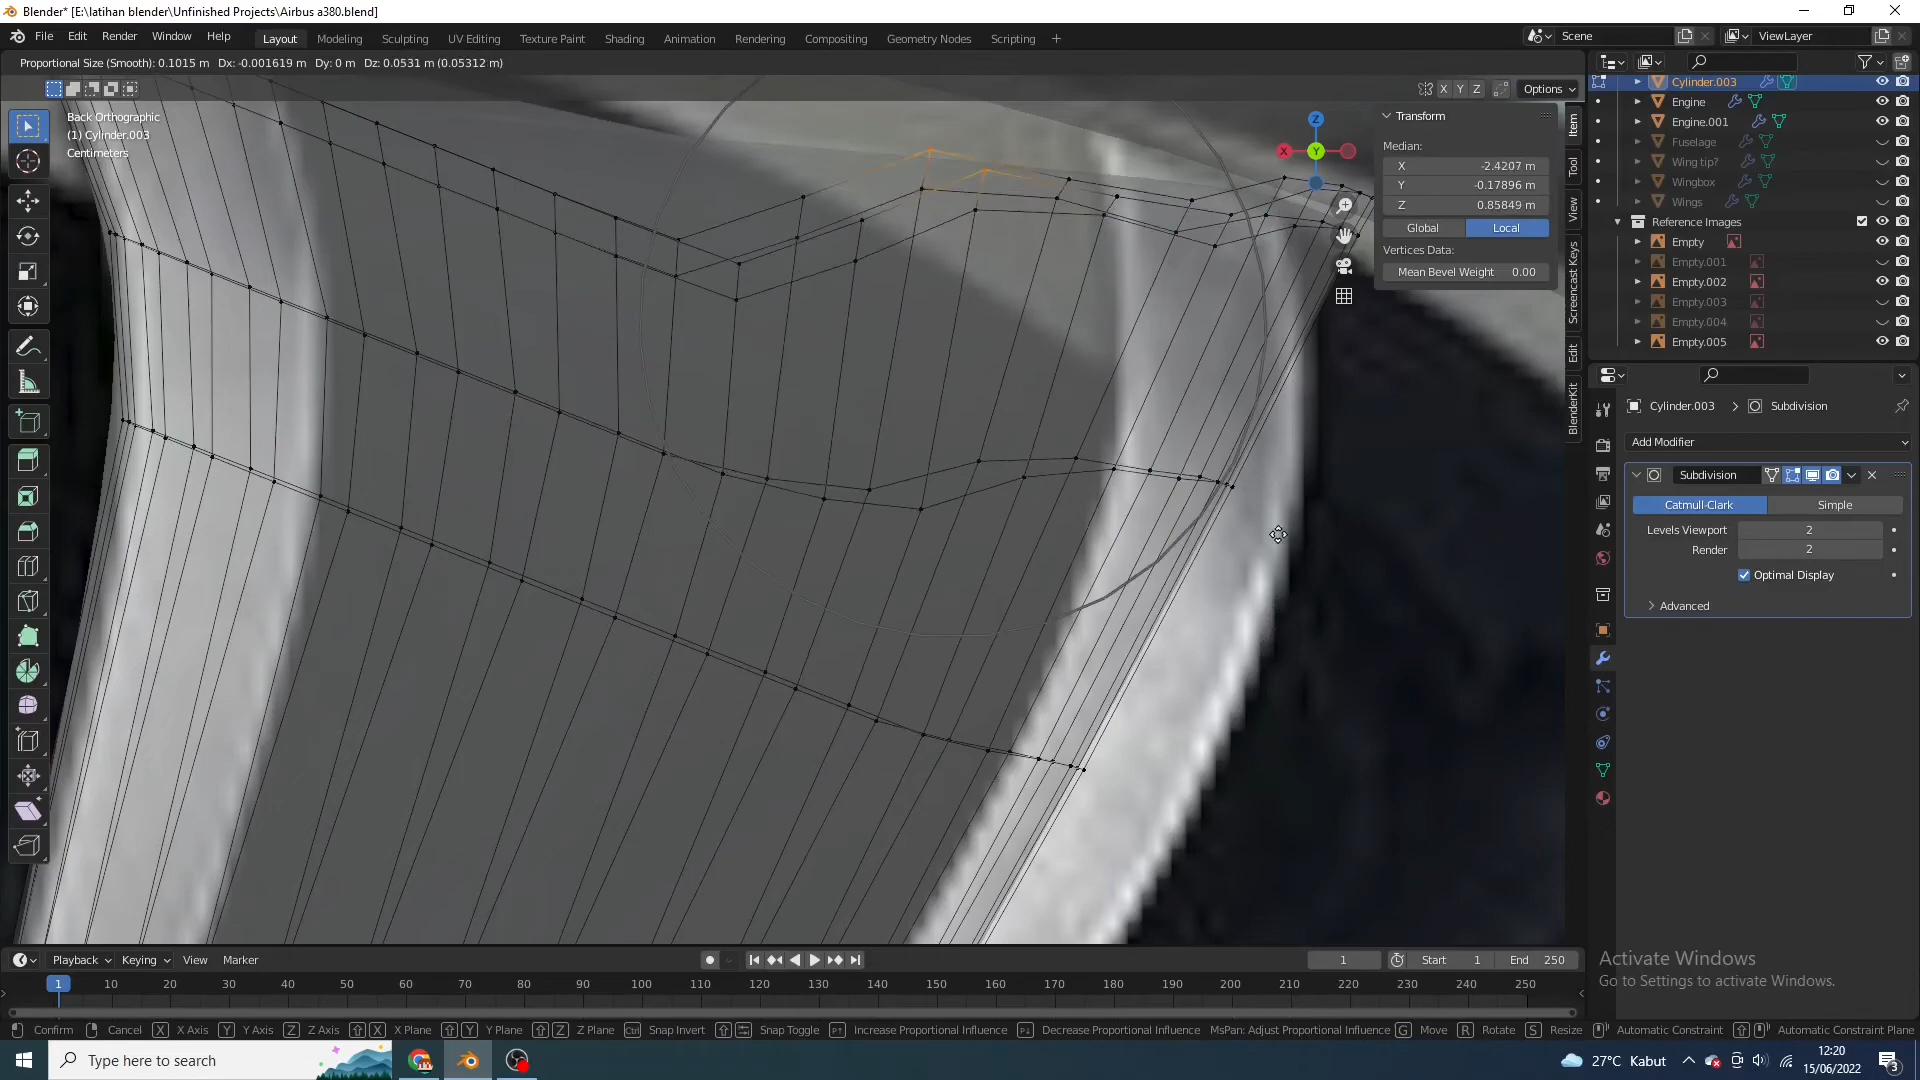 Blender* [E:\latihan blender\Unfinished Projects\Airbus a380.blend]
File Edit Render Window Help
Layout Modeling Sculpting UV Editing Texture Paint Shading Animation Rendering Compositing Geometry Nodes Scripting +
Scene
ViewLayer
Proportional Size (Smooth): 0.1015 m Dx: -0.001619 m Dy: 0 m Dz: 0.0531 m (0.05312 m)
X Y Z
Options
Back Orthographic
(1) Cylinder.003
Centimeters
Z
X
Y
Transform
Median:
X -2.4207 m
Y -0.17896 m
Z 0.85849 m
Global Local
Vertices Data:
Mean Bevel Weight 0.00
Item
Tool
View
Screencast Keys
Edit
BlenderKit
Cylinder.003
Engine
Engine.001
Fuselage
Wing tip?
Wingbox
Wings
Reference Images
Empty
Empty.001
Empty.002
Empty.003
Empty.004
Empty.005
Cylinder.003 > Subdivision
Add Modifier
Subdivision
Catmull-Clark Simple
Levels Viewport 2
Render 2
Optimal Display
Advanced
Playback Keying View Marker
1
Start 1
End 250
1 10 20 30 40 50 60 70 80 90 100 110 120 130 140 150 160 170 180 190 200 210 220 230 240 250
Confirm Cancel X X Axis Y Y Axis Z Z Axis X X Plane Y Y Plane Z Z Plane Ctrl Snap Invert Snap Toggle Increase Proportional Influence Decrease Proportional Influence MsPan: Adjust Proportional Influence G Move R Rotate S Resize Automatic Constraint Automatic Constraint Plane
Activate Windows
Go to Settings to activate Windows.
Type here to search
27°C Kabut
12:20
15/06/2022
3